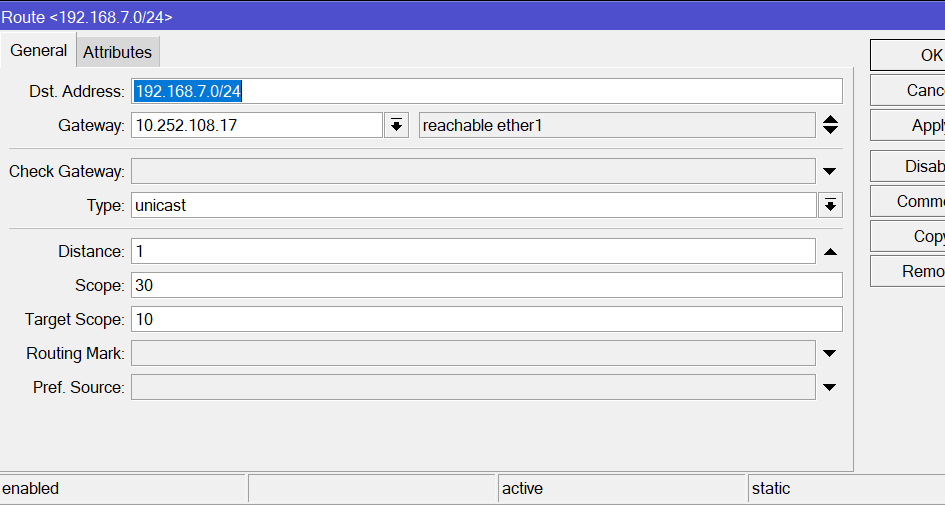 Route <192.168.7.0/24>
General Attributes
Dst. Address: 192.168.7.0/24
Gateway: 10.252.108.17 reachable ether1
Check Gateway:
Type: unicast
Distance: 1
Scope: 30
Target Scope: 10
Routing Mark:
Pref. Source:
OK
Canc
Apply
Disab
Comm
Copy
Remo
enabled active static